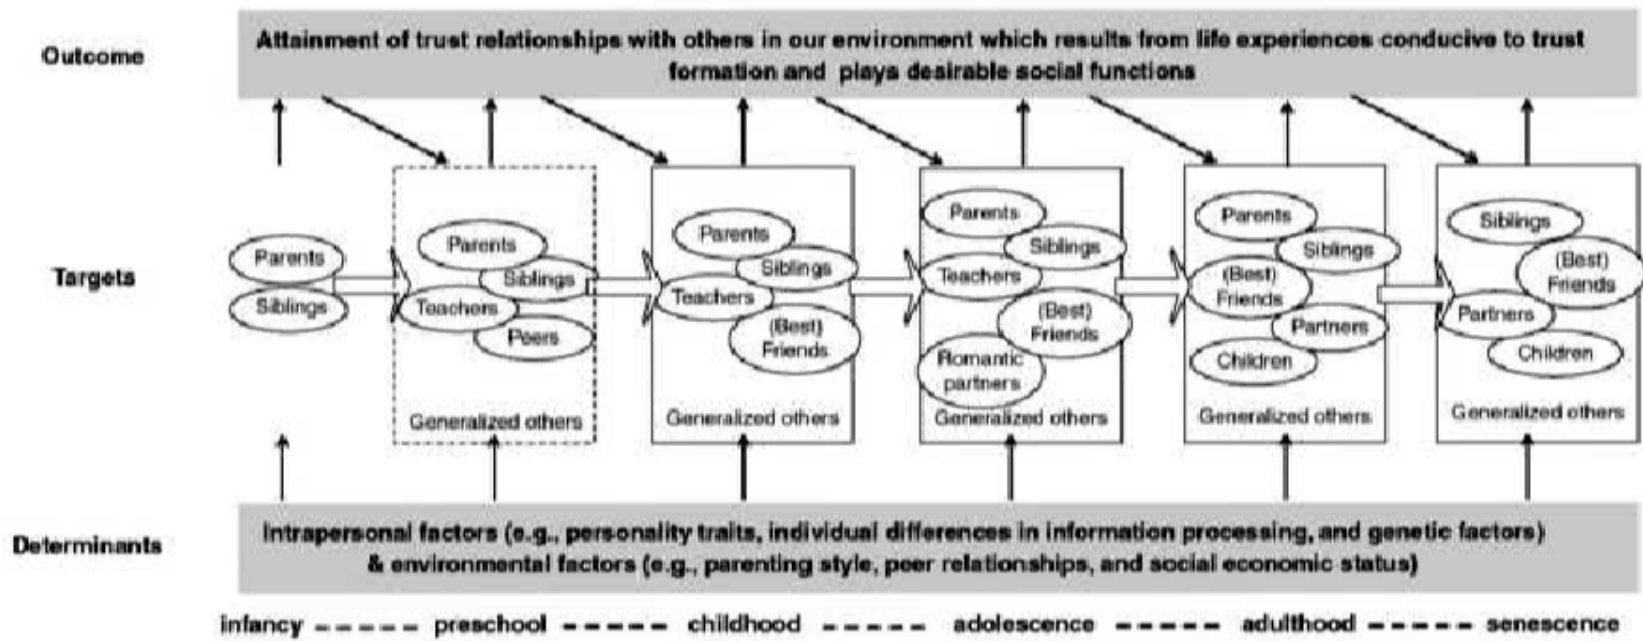 Outcome
Attainment of trust relationships with others in our environment which results from life experiences conducive to trust
formation and plays desirable social functions
Targets
Parents
Siblings
Parents
Siblings
Teachers
Peers
Generalized others
Parents
Siblings
Teachers
(Best)
Friends
Generalized others
Parents
Siblings
Teachers
(Best)
Friends
Romantic
partners
Generalized others
Parents
Siblings
(Best)
Friends
Partners
Children
Generalized others
Siblings
(Best)
Friends
Partners
Children
Generalized others
Determinants
Intrapersonal factors (e.g., personality traits, individual differences in information processing, and genetic factors)
& environmental factors (e.g., parenting style, peer relationships, and social economic status)
infancy preschool childhood adolescence adulthood senescence